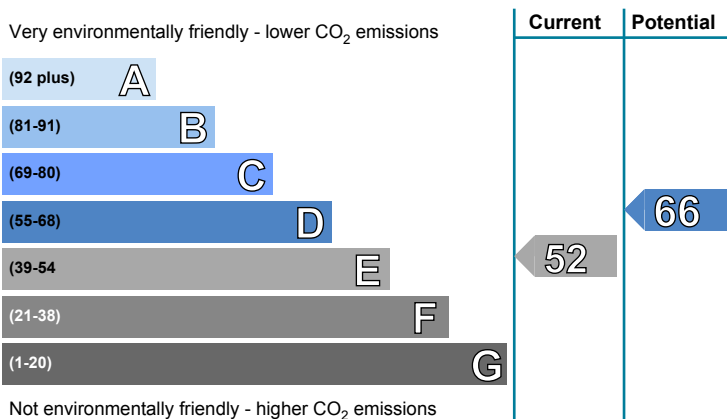 Current Potential
Very environmentally friendly - lower CO2 emissions
(92 plus) A
(81-91) B
(69-80) C
(55-68) D
66
(39-54 E
52
(21-38) F
(1-20) G
Not environmentally friendly - higher CO2 emissions